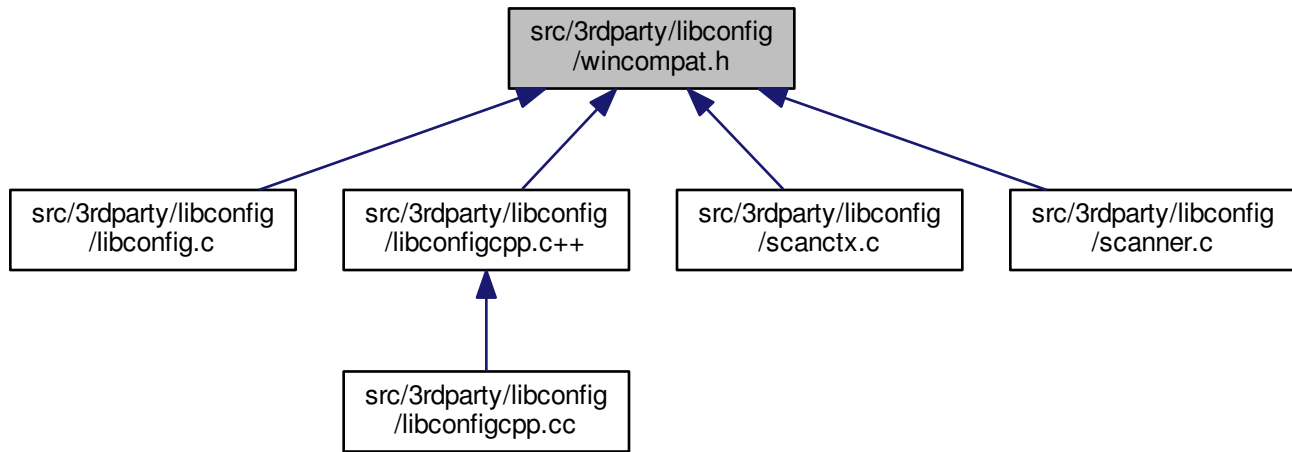 src/3rdparty/libconfig
/wincompat.h
src/3rdparty/libconfig
/libconfig.c
src/3rdparty/libconfig
/libconfigcpp.c++
src/3rdparty/libconfig
/scanctx.c
src/3rdparty/libconfig
/scanner.c
src/3rdparty/libconfig
/libconfigcpp.cc